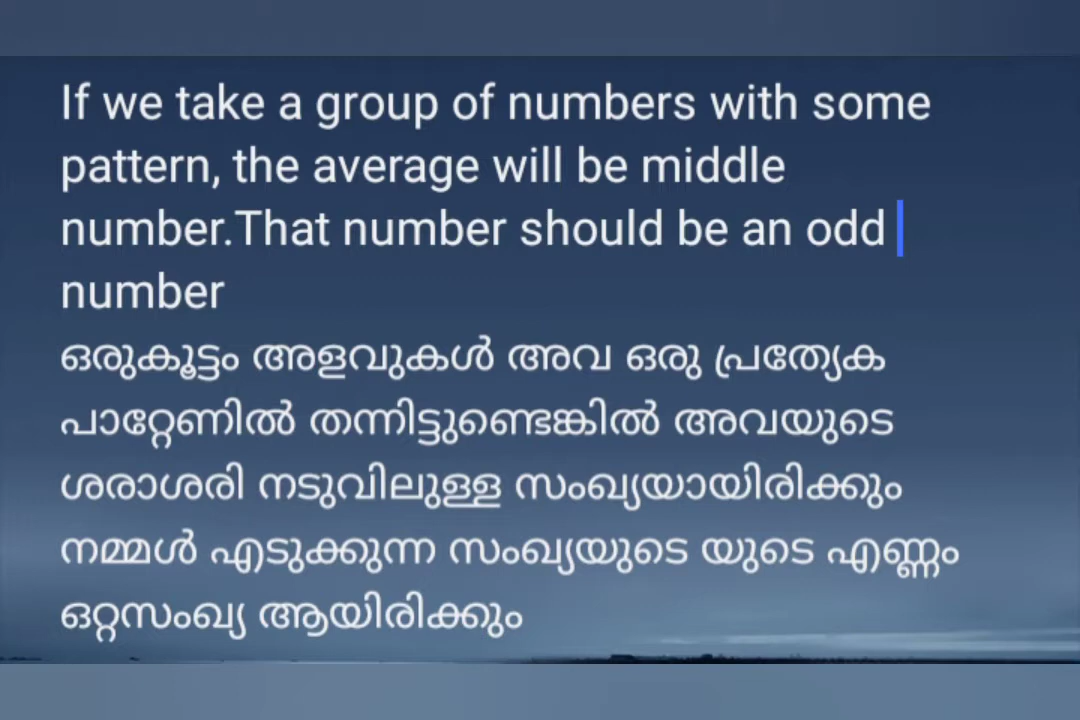 If we take a group of numbers with some
pattern, the average will be middle
number.That number should be an odd
number
ഒരുകൂട്ടം അളവുകൾ അവ ഒരു പ്രത്യേക
പാറ്റേണിൽ തന്നിട്ടുണ്ടെങ്കിൽ അവയുടെ
ശരാശരി നടുവിലുള്ള സംഖ്യയായിരിക്കും
നമ്മൾ എടുക്കുന്ന സംഖ്യയുടെ യുടെ എണ്ണം
ഒറ്റസംഖ്യ ആയിരിക്കും